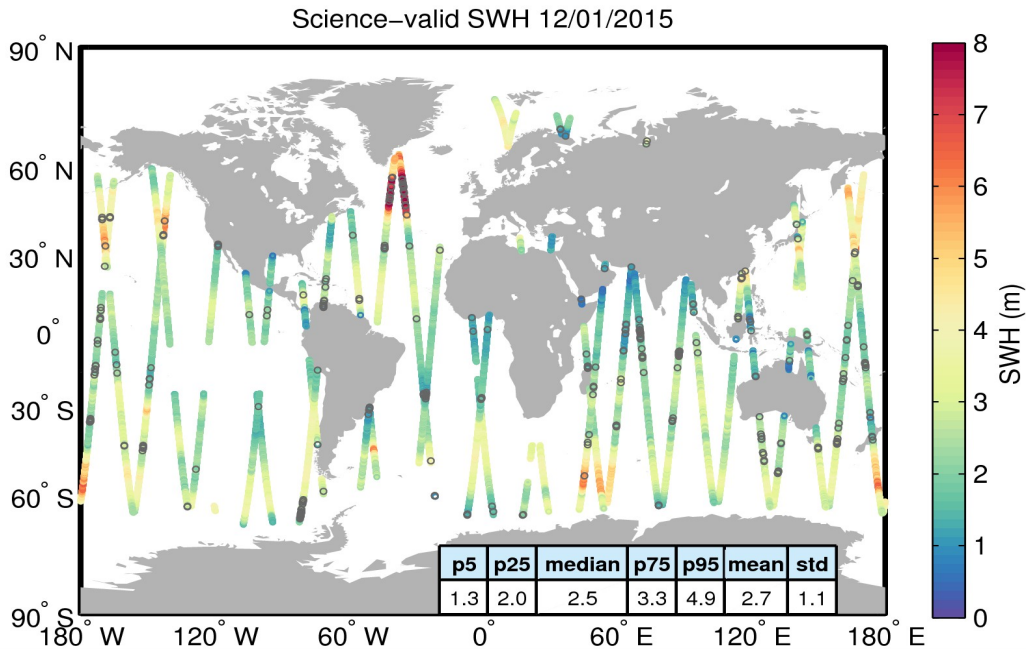 Science−valid SWH 12/01/2015
90° N
60° N
30° N
0°
30° S
60° S
90° S
180° W
120° W
60° W
0°
60° E
120° E
180° E
8
7
6
5
4
3
2
1
0
SWH (m)
p5 p25 median p75 p95 mean std
1.3 2.0 2.5 3.3 4.9 2.7 1.1